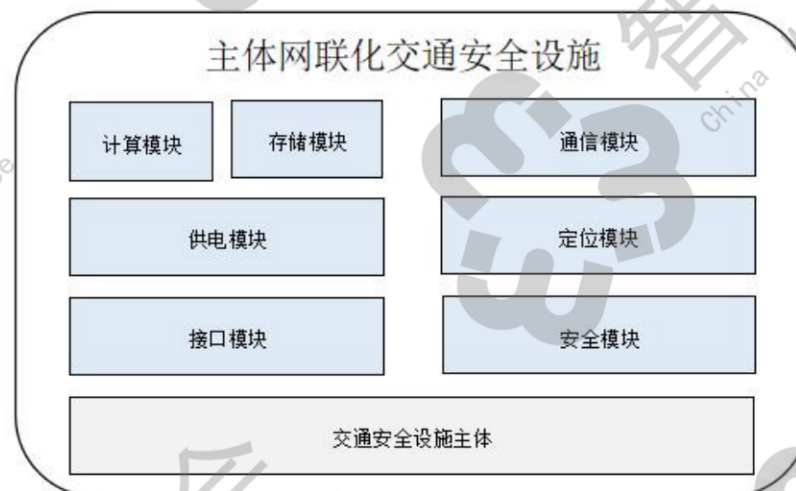 主体网联化交通安全设施
计算模块
存储模块
通信模块
供电模块
定位模块
接口模块
安全模块
交通安全设施主体
智
China